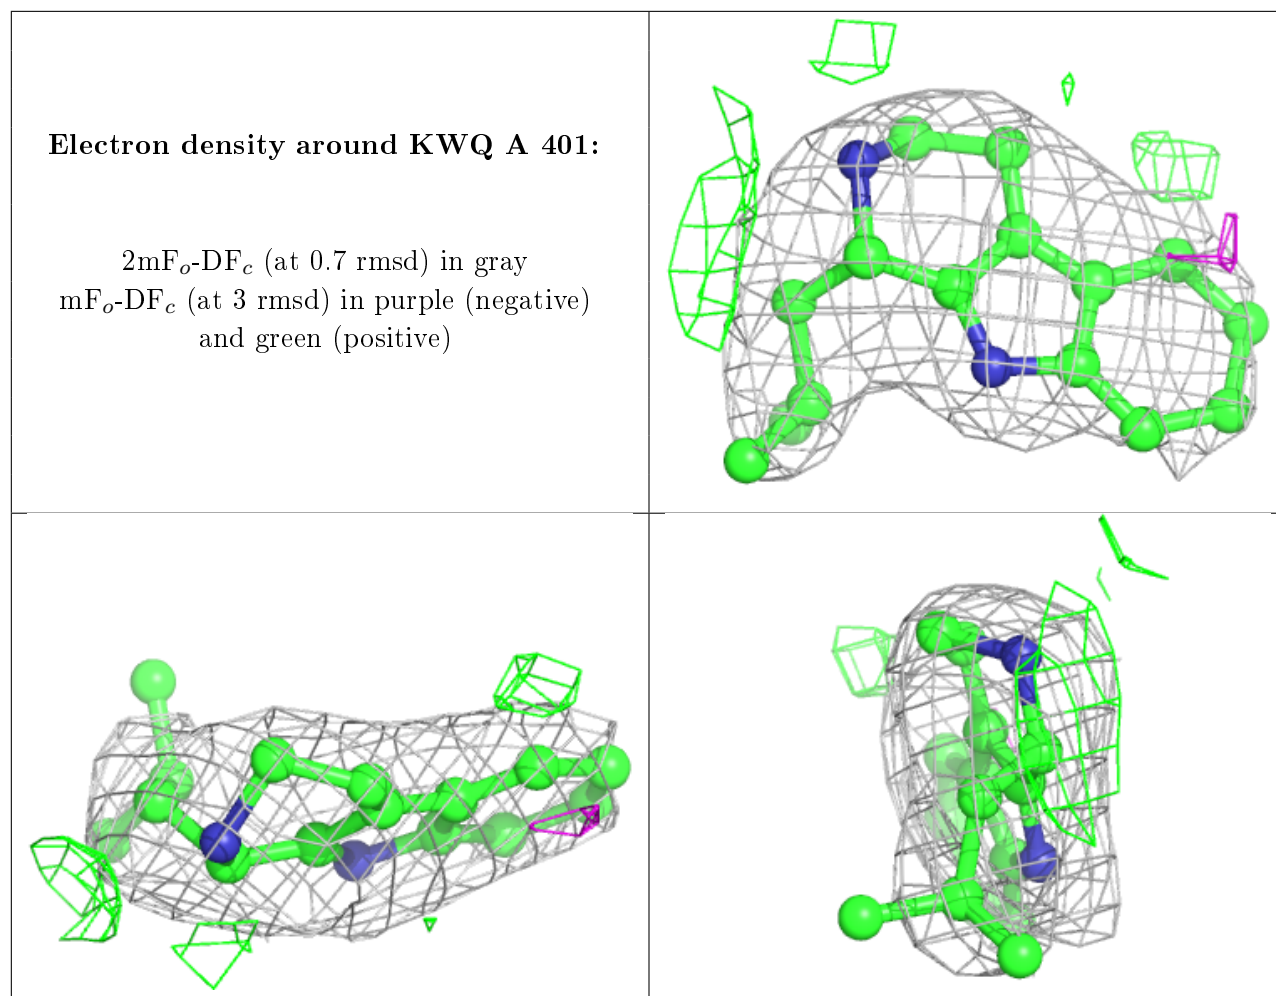 Electron density around KWQ A 401:
2mFo-DFc (at 0.7 rmsd) in gray
mFo-DFc (at 3 rmsd) in purple (negative)
and green (positive)